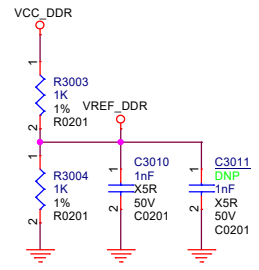 VCC_DDR
1
R3003
1K
1%
R0201
2
VREF_DDR
1
R3004
1K
1%
R0201
2
1
C3010
1nF
X5R
50V
C0201
2
1
C3011
DNP
1nF
X5R
50V
C0201
2